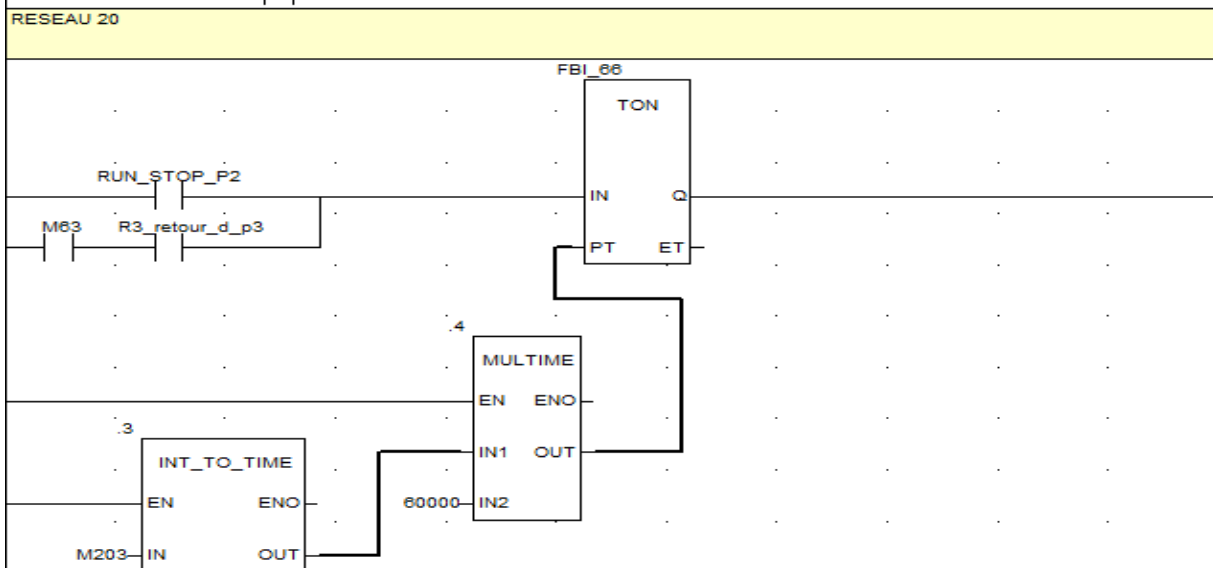 RESEAU 20
FBI_66
TON
RUN_STOP_P2
IN Q
M63 R3_retour_d_p3
PT ET
.4
MULTIME
EN ENO
.3
INT_TO_TIME
IN1 OUT
EN ENO
60000 IN2
M203 IN OUT